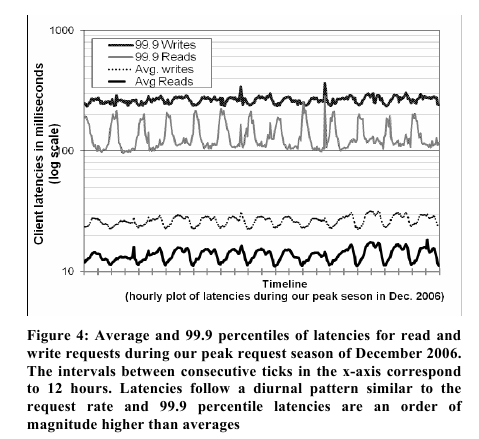 1000
99.9 Writes
99.9 Reads
Avg. writes
Avg Reads
Client latencies in milliseconds
(log scale)
100
10
Timeline
(hourly plot of latencies during our peak seson in Dec. 2006)
Figure 4: Average and 99.9 percentiles of latencies for read and
write requests during our peak request season of December 2006.
The intervals between consecutive ticks in the x-axis correspond
to 12 hours. Latencies follow a diurnal pattern similar to the
request rate and 99.9 percentile latencies are an order of
magnitude higher than averages